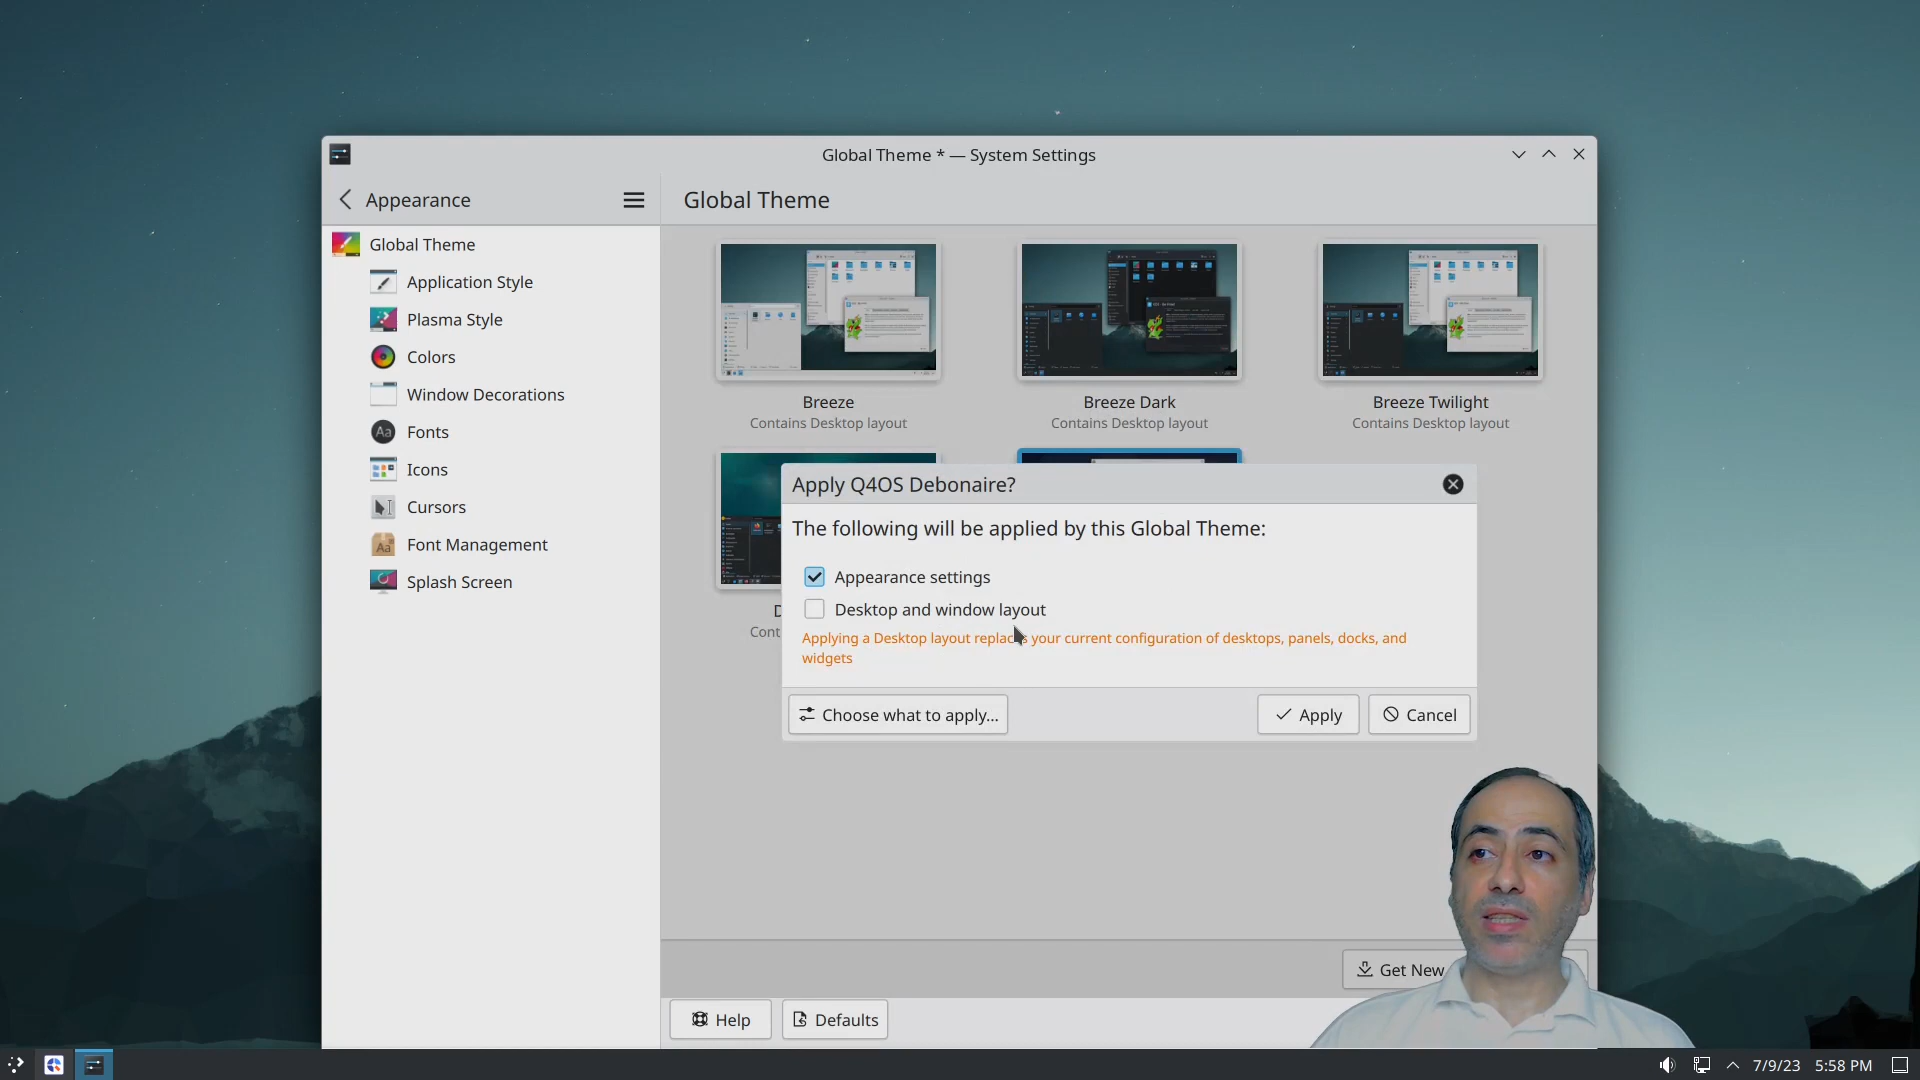 Global Theme * — System Settings
Appearance
Global Theme
Global Theme
Application Style
Plasma Style
Colors
Window Decorations
Fonts
Icons
Cursors
Font Management
Splash Screen
Breeze
Contains Desktop layout
Breeze Dark
Contains Desktop layout
Breeze Twilight
Contains Desktop layout
Apply Q4OS Debonaire?
The following will be applied by this Global Theme:
Appearance settings
Desktop and window layout
Applying a Desktop layout replaces your current configuration of desktops, panels, docks, and
widgets
Choose what to apply...
Apply
Cancel
D
Cont
Get New
Help
Defaults
7/9/23
5:58 PM